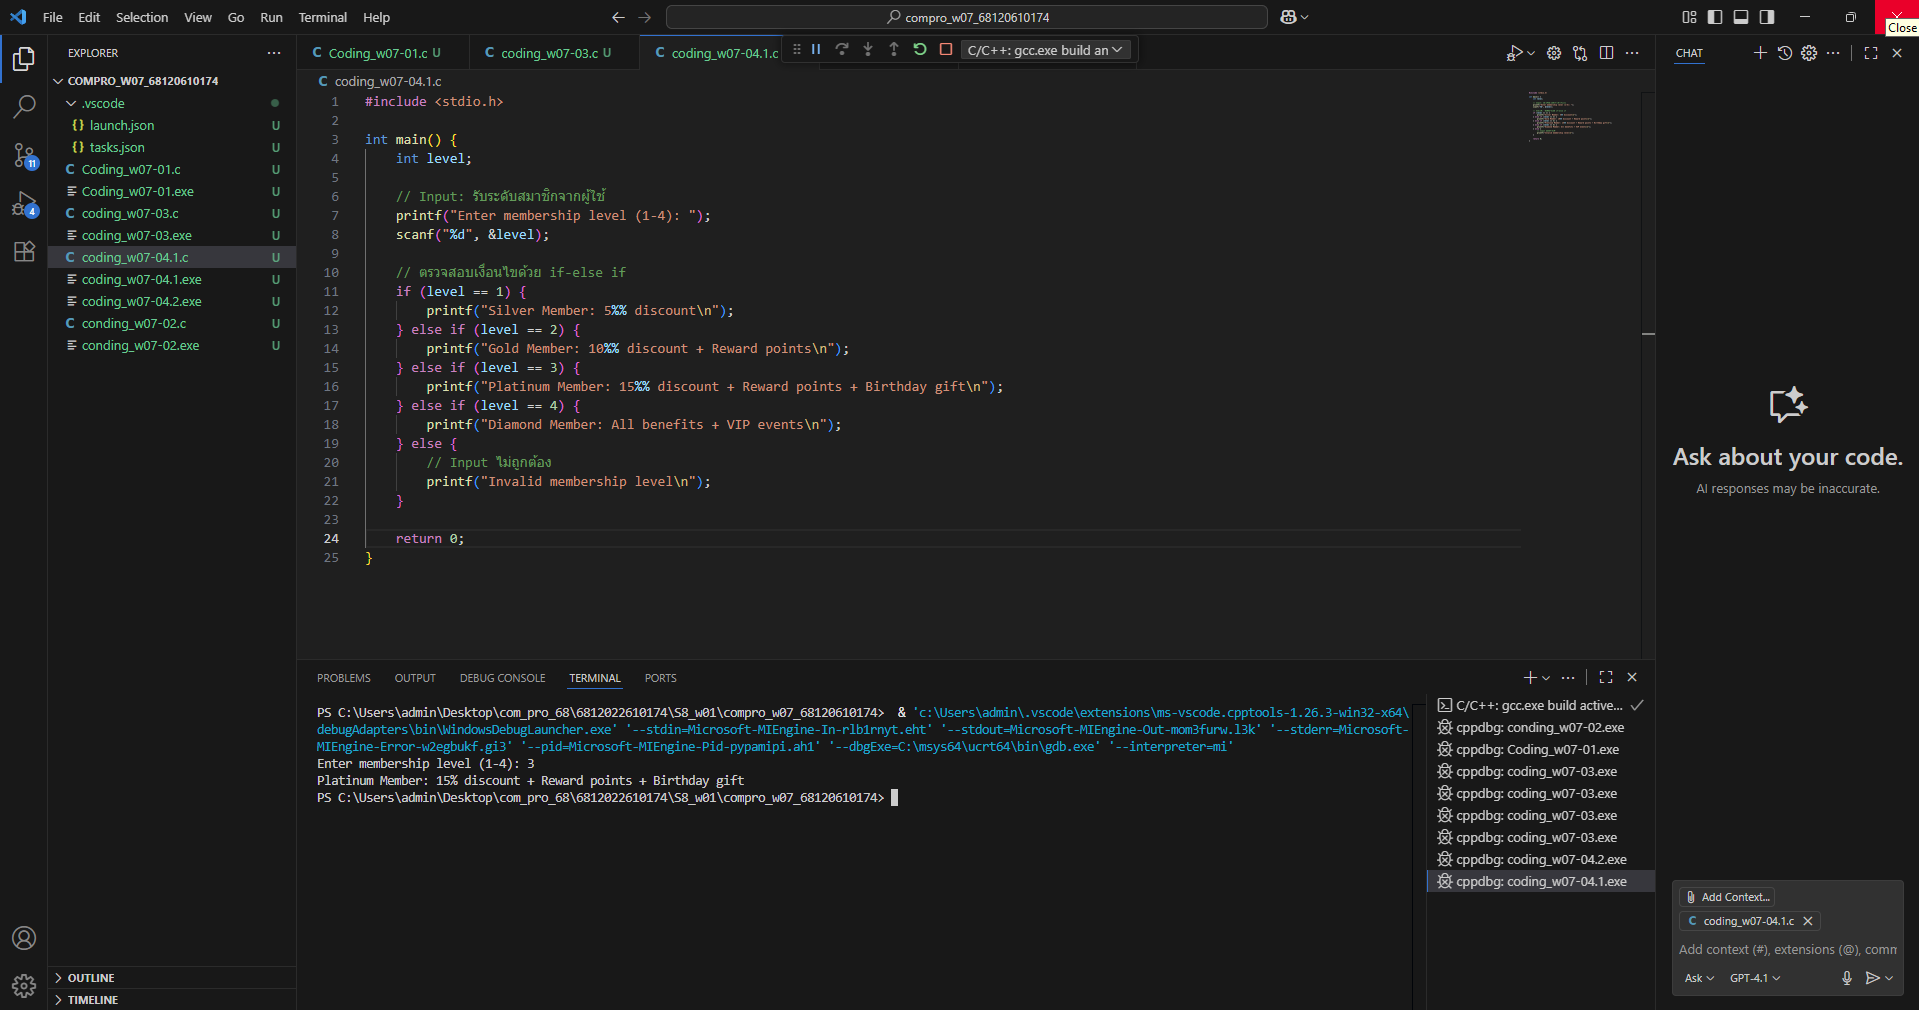 File Edit Selection View Go Run Terminal Help
compro_w07_68120610174
Close
EXPLORER
COMPRO_W07_68120610174
.vscode
{} launch.json U
{} tasks.json U
C Coding_w07-01.c U
Coding_w07-01.exe U
C coding_w07-03.c U
coding_w07-03.exe U
C coding_w07-04.1.c U
coding_w07-04.1.exe U
coding_w07-04.2.exe U
C conding_w07-02.c U
conding_w07-02.exe U
11
4
OUTLINE
TIMELINE
C Coding_w07-01.c U
C coding_w07-03.c U
C coding_w07-04.1.c
C/C++: gcc.exe build an
C coding_w07-04.1.c
1 #include <stdio.h>
2
3 int main() {
4 int level;
5
6 // Input: รับระดับสมาชิกจากผู้ใช้
7 printf("Enter membership level (1-4): ");
8 scanf("%d", &level);
9
10 // ตรวจสอบเงื่อนไขด้วย if-else if
11 if (level == 1) {
12 printf("Silver Member: 5%% discount\n");
13 } else if (level == 2) {
14 printf("Gold Member: 10%% discount + Reward points\n");
15 } else if (level == 3) {
16 printf("Platinum Member: 15%% discount + Reward points + Birthday gift\n");
17 } else if (level == 4) {
18 printf("Diamond Member: All benefits + VIP events\n");
19 } else {
20 // Input ไม่ถูกต้อง
21 printf("Invalid membership level\n");
22 }
23
24 return 0;
25 }
PROBLEMS OUTPUT DEBUG CONSOLE TERMINAL PORTS
PS C:\Users\admin\Desktop\com_pro_68\6812022610174\S8_w01\compro_w07_68120610174> & 'c:\Users\admin\.vscode\extensions\ms-vscode.cpptools-1.26.3-win32-x64\
debugAdapters\bin\WindowsDebugLauncher.exe' '--stdin=Microsoft-MIEngine-In-rlb1rnyt.eht' '--stdout=Microsoft-MIEngine-Out-mom3furw.l3k' '--stderr=Microsoft-
MIEngine-Error-w2egbukf.gi3' '--pid=Microsoft-MIEngine-Pid-pypamipi.ah1' '--dbgExe=C:\msys64\ucrt64\bin\gdb.exe' '--interpreter=mi'
Enter membership level (1-4): 3
Platinum Member: 15% discount + Reward points + Birthday gift
PS C:\Users\admin\Desktop\com_pro_68\6812022610174\S8_w01\compro_w07_68120610174>
C/C++: gcc.exe build active...
cppdbg: conding_w07-02.exe
cppdbg: Coding_w07-01.exe
cppdbg: coding_w07-03.exe
cppdbg: coding_w07-03.exe
cppdbg: coding_w07-03.exe
cppdbg: coding_w07-03.exe
cppdbg: coding_w07-04.2.exe
cppdbg: coding_w07-04.1.exe
CHAT
Ask about your code.
AI responses may be inaccurate.
Add Context...
C coding_w07-04.1.c
Add context (#), extensions (@), comm
Ask GPT-4.1